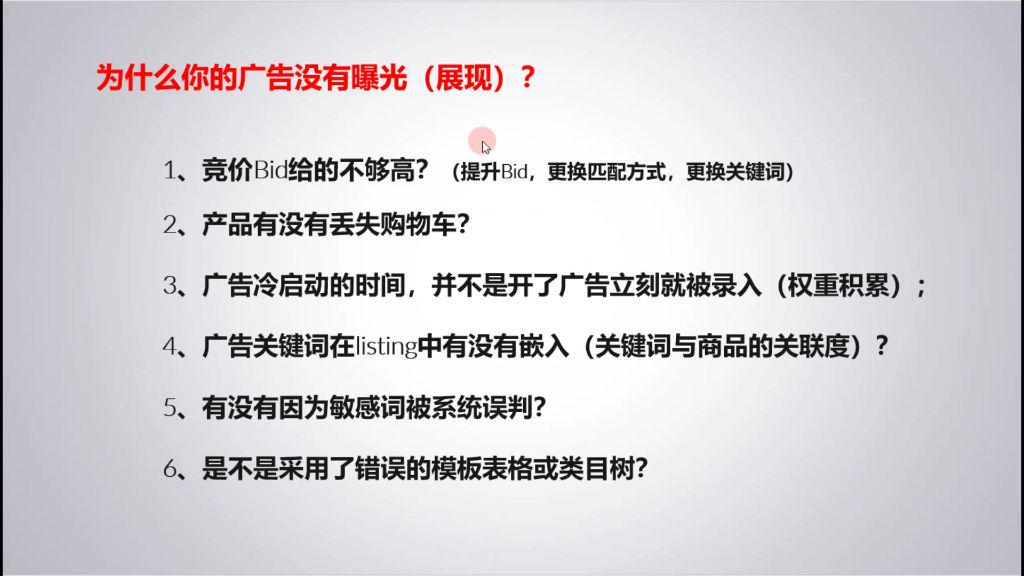 为什么你的广告没有曝光（展现）?
1、竞价Bid给的不够高？（提升Bid，更换匹配方式，更换关键词）
2、产品有没有丢失购物车？
3、广告冷启动的时间，并不是开了广告立刻就被录入（权重积累）;
4、广告关键词在listing中有没有嵌入（关键词与商品的关联度）?
5、有没有因为敏感词被系统误判？
6、是不是采用了错误的模板表格或类目树？